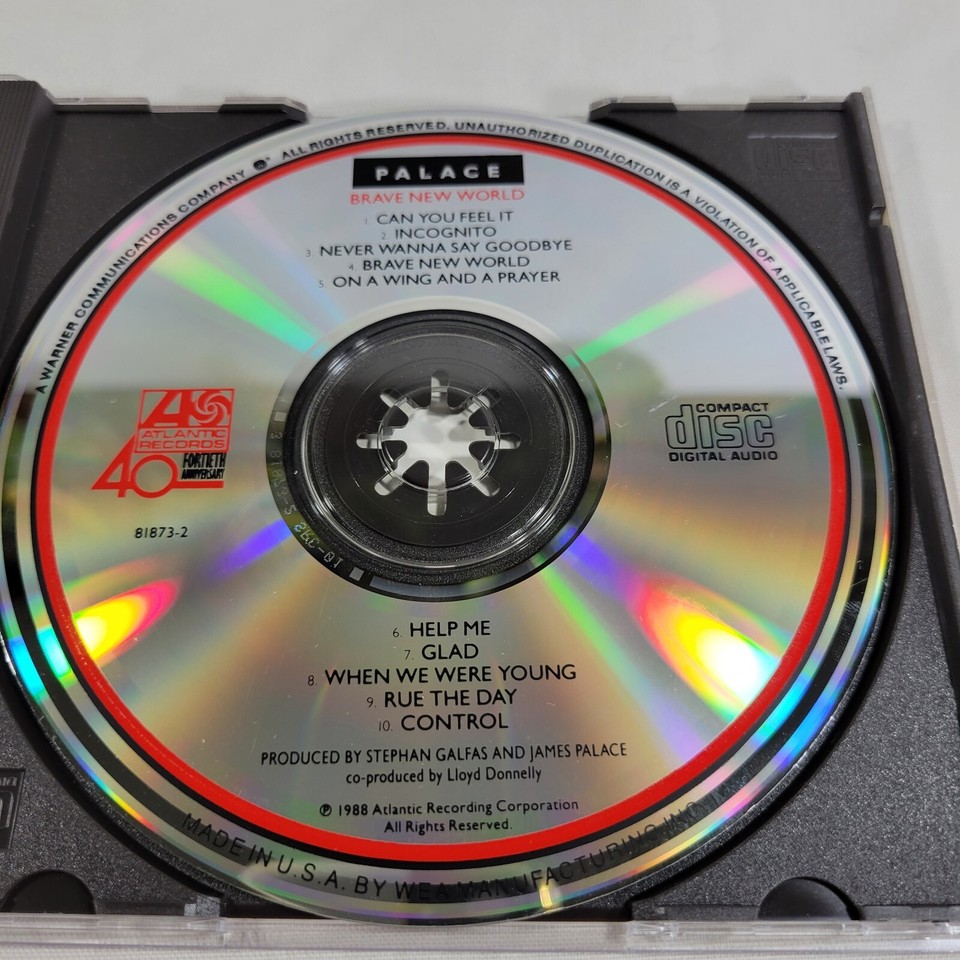 A WARNER COMMUNICATIONS COMPANY ALL RIGHTS RESERVED. UNAUTHORIZED DUPLICATION IS A VIOLATION OF APPLICABLE LAWS.
PALACE
BRAVE NEW WORLD
1 CAN YOU FEEL IT
2. INCOGNITO
3. NEVER WANNA SAY GOODBYE
4. BRAVE NEW WORLD
5. ON A WING AND A PRAYER
ATLANTIC
RECORDS
40 FORTIETH
ANNIVERSARY
81873-2
COMPACT
disc
DIGITAL AUDIO
6. HELP ME
7. GLAD
8. WHEN WE WERE YOUNG
9. RUE THE DAY
10. CONTROL
PRODUCED BY STEPHAN GALFAS AND JAMES PALACE
co-produced by Lloyd Donnelly
℗ 1988 Atlantic Recording Corporation
All Rights Reserved.
MADE IN U.S.A. BY WEA MANUFACTURING INC.
disc